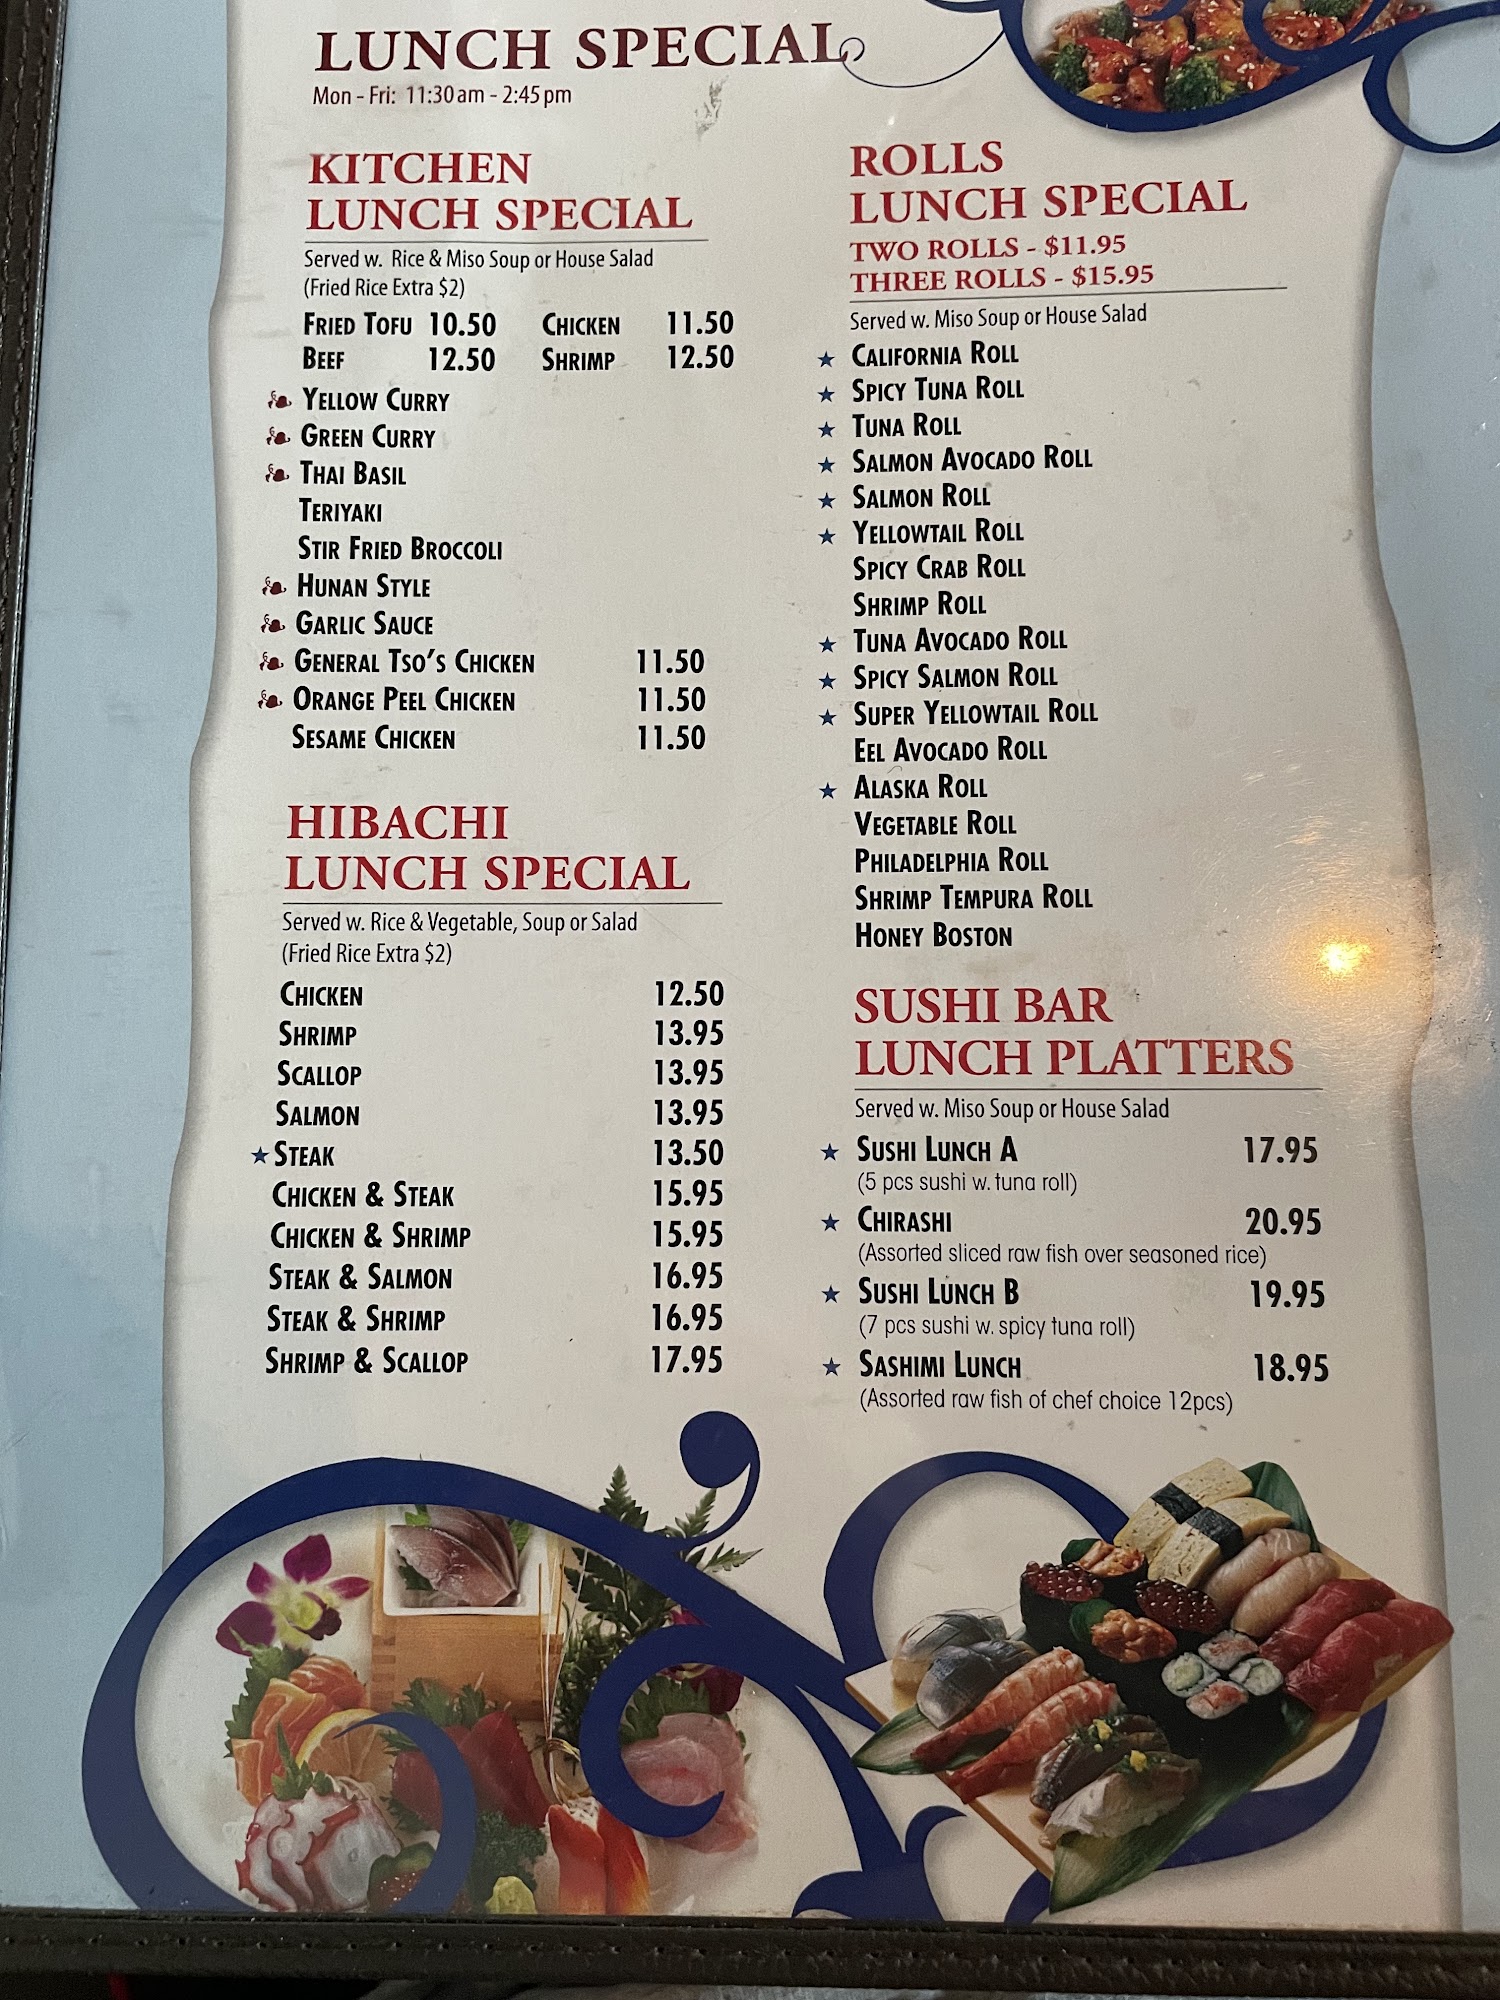 LUNCH SPECIAL
Mon - Fri: 11:30 am - 2:45 pm
KITCHEN
LUNCH SPECIAL
Served w. Rice & Miso Soup or House Salad
(Fried Rice Extra $2)
FRIED TOFU 10.50 CHICKEN 11.50
BEEF 12.50 SHRIMP 12.50
YELLOW CURRY
GREEN CURRY
THAI BASIL
TERIYAKI
STIR FRIED BROCCOLI
HUNAN STYLE
GARLIC SAUCE
GENERAL TSO'S CHICKEN 11.50
ORANGE PEEL CHICKEN 11.50
SESAME CHICKEN 11.50
HIBACHI
LUNCH SPECIAL
Served w. Rice & Vegetable, Soup or Salad
(Fried Rice Extra $2)
CHICKEN 12.50
SHRIMP 13.95
SCALLOP 13.95
SALMON 13.95
★ STEAK 13.50
CHICKEN & STEAK 15.95
CHICKEN & SHRIMP 15.95
STEAK & SALMON 16.95
STEAK & SHRIMP 16.95
SHRIMP & SCALLOP 17.95
ROLLS
LUNCH SPECIAL
TWO ROLLS - $11.95
THREE ROLLS - $15.95
Served w. Miso Soup or House Salad
★ CALIFORNIA ROLL
★ SPICY TUNA ROLL
★ TUNA ROLL
★ SALMON AVOCADO ROLL
★ SALMON ROLL
★ YELLOWTAIL ROLL
SPICY CRAB ROLL
SHRIMP ROLL
★ TUNA AVOCADO ROLL
★ SPICY SALMON ROLL
★ SUPER YELLOWTAIL ROLL
EEL AVOCADO ROLL
★ ALASKA ROLL
VEGETABLE ROLL
PHILADELPHIA ROLL
SHRIMP TEMPURA ROLL
HONEY BOSTON
SUSHI BAR
LUNCH PLATTERS
Served w. Miso Soup or House Salad
★ SUSHI LUNCH A 17.95
(5 pcs sushi w. tuna roll)
★ CHIRASHI 20.95
(Assorted sliced raw fish over seasoned rice)
★ SUSHI LUNCH B 19.95
(7 pcs sushi w. spicy tuna roll)
★ SASHIMI LUNCH 18.95
(Assorted raw fish of chef choice 12pcs)